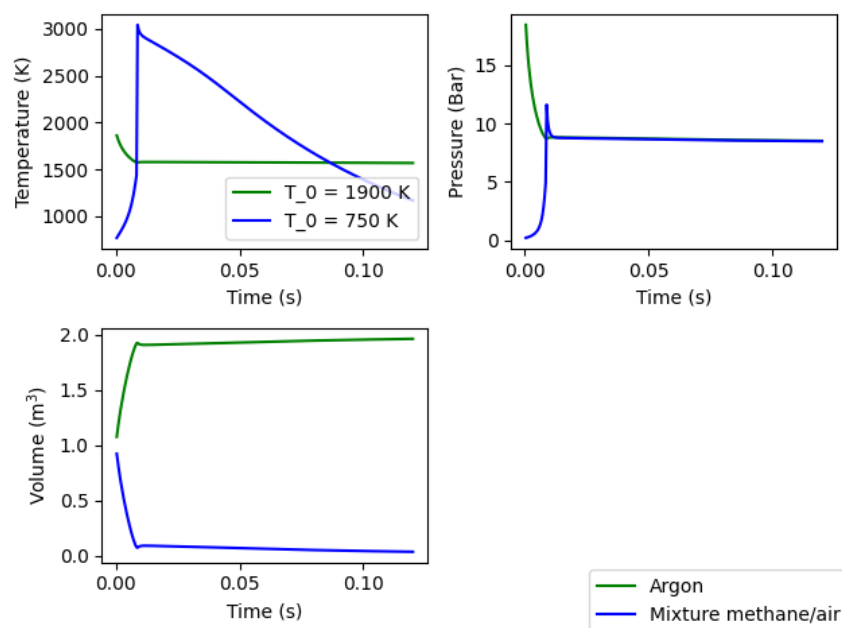 Temperature (K)
3000
2500
2000
1500
1000
T_0 = 1900 K
T_0 = 750 K
0.00
0.05
0.10
Time (s)
Pressure (Bar)
15
10
5
0
0.00
0.05
0.10
Time (s)
Volume (m³)
2.0
1.5
1.0
0.5
0.0
0.00
0.05
0.10
Time (s)
Argon
Mixture methane/air